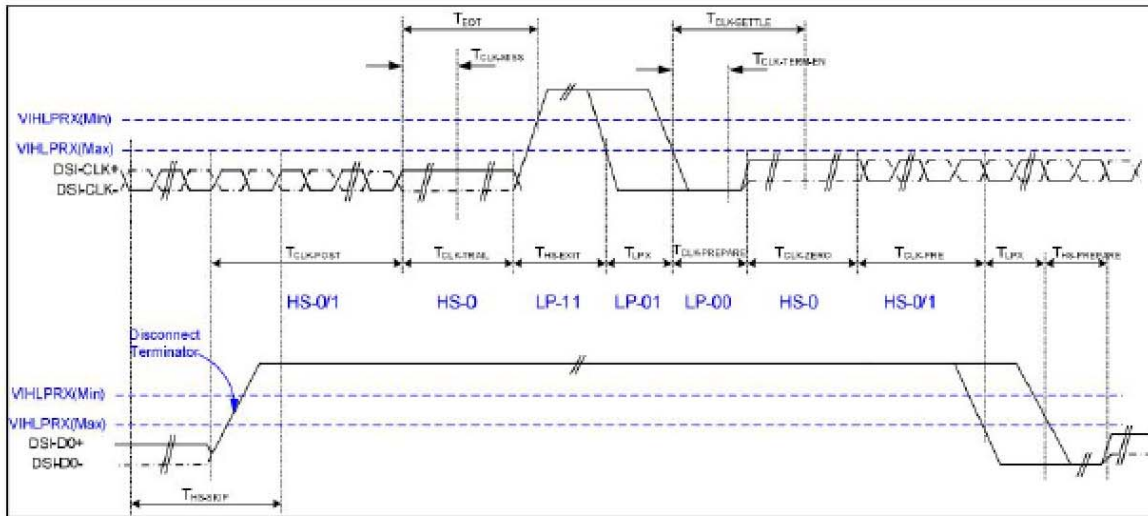 TEOT
TCLK-SETTLE
TCLK-MISS
TCLK-TERM-EN
VIHLPRX(Min)
VIHLPRX(Max)
DSI-CLK+
DSI-CLK-
TCLK-POST TCLK-TRAIL THS-EXIT TLPX TCLK-PREPARE TCLK-ZERO TCLK-PRE TLPX THS-PREPARE
HS-0/1 HS-0 LP-11 LP-01 LP-00 HS-0 HS-0/1
Disconnect
Terminator
VIHLPRX(Min)
VIHLPRX(Max)
DSI-D0+
DSI-D0-
THS-SKIP